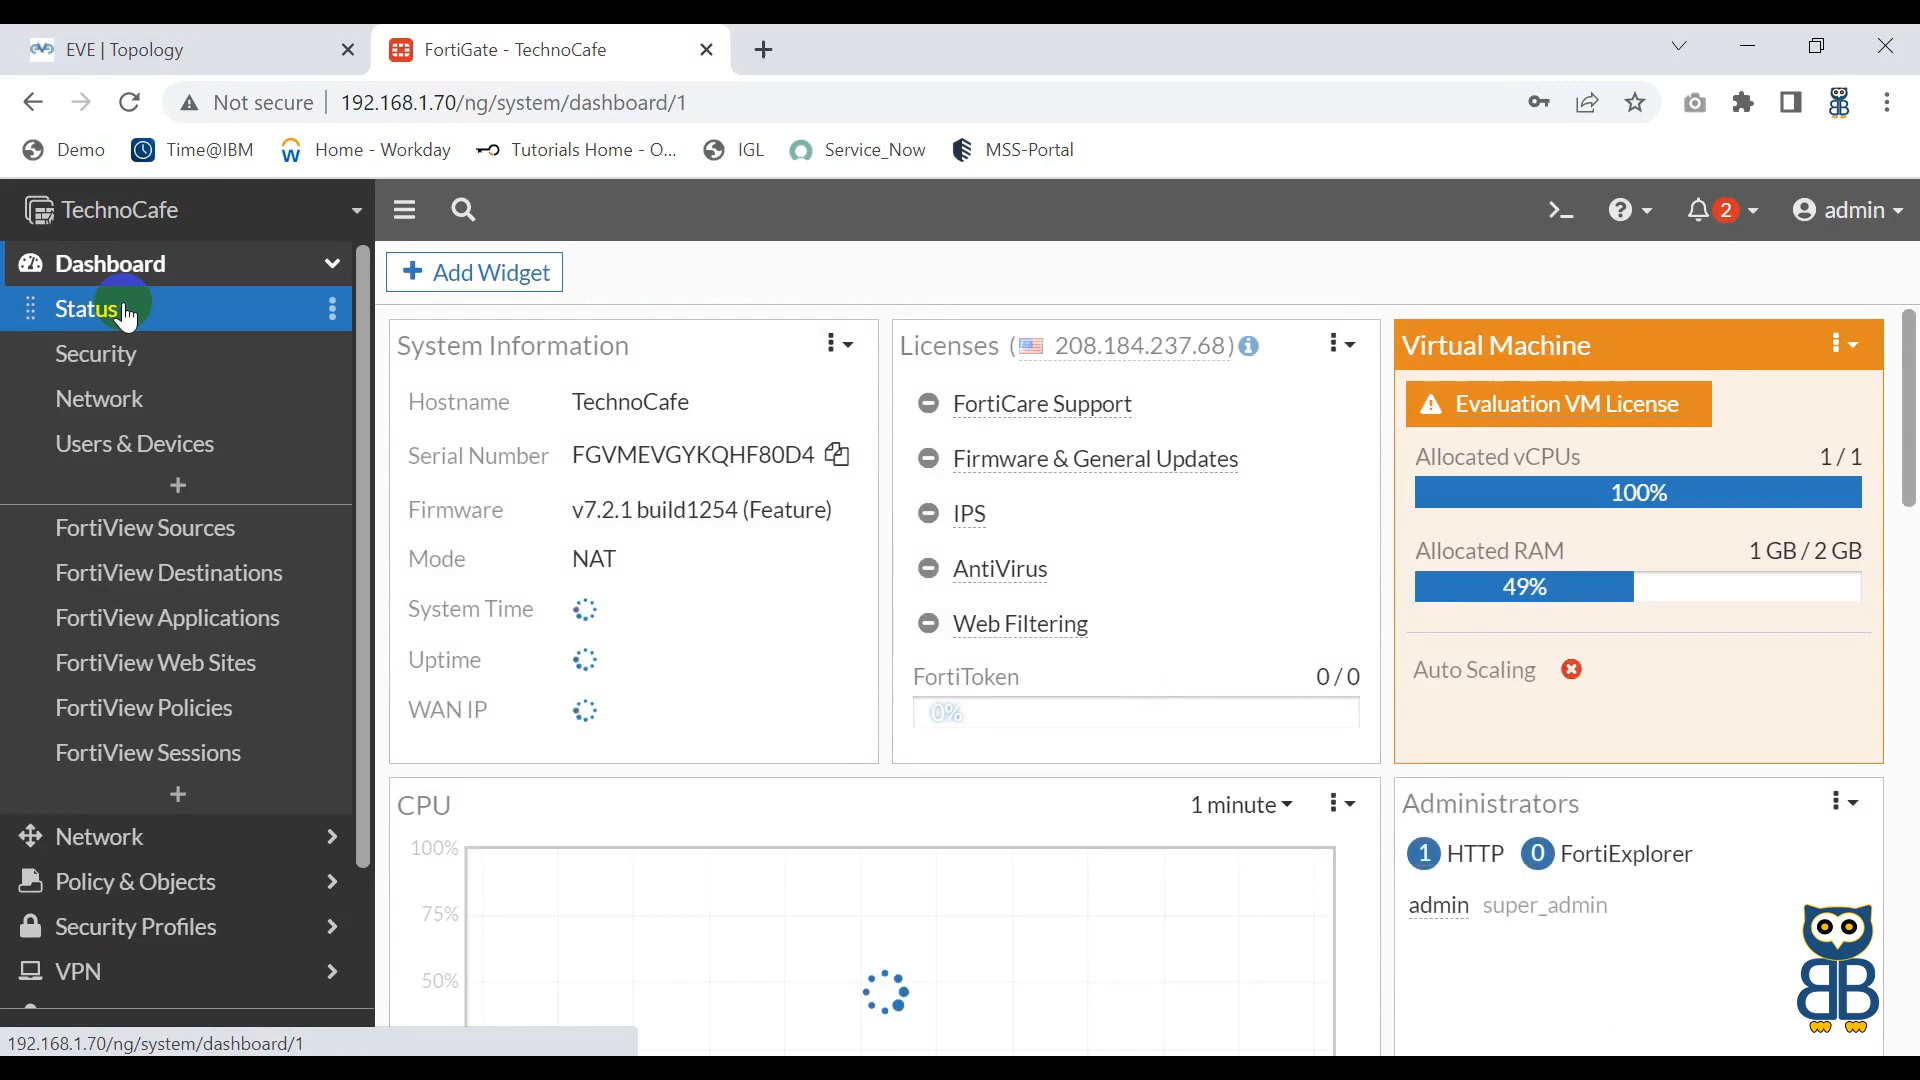 EVE | Topology
FortiGate - TechnoCafe
Not secure
192.168.1.70/ng/system/dashboard/1
Demo
Time@IBM
Home - Workday
Tutorials Home - O...
IGL
Service_Now
MSS-Portal
TechnoCafe
2
admin
Dashboard
Status
Security
Network
Users & Devices
+
FortiView Sources
FortiView Destinations
FortiView Applications
FortiView Web Sites
FortiView Policies
FortiView Sessions
+
Network
Policy & Objects
Security Profiles
VPN
192.168.1.70/ng/system/dashboard/1
+ Add Widget
System Information
Hostname TechnoCafe
Serial Number FGVMEVGYKQHF80D4
Firmware v7.2.1 build1254 (Feature)
Mode NAT
System Time
Uptime
WAN IP
Licenses (208.184.237.68)
FortiCare Support
Firmware & General Updates
IPS
AntiVirus
Web Filtering
FortiToken 0 / 0
0%
Virtual Machine
Evaluation VM License
Allocated vCPUs 1 / 1
100%
Allocated RAM 1 GB / 2 GB
49%
Auto Scaling
CPU 1 minute
100%
75%
50%
Administrators
1 HTTP 0 FortiExplorer
admin super_admin
BB